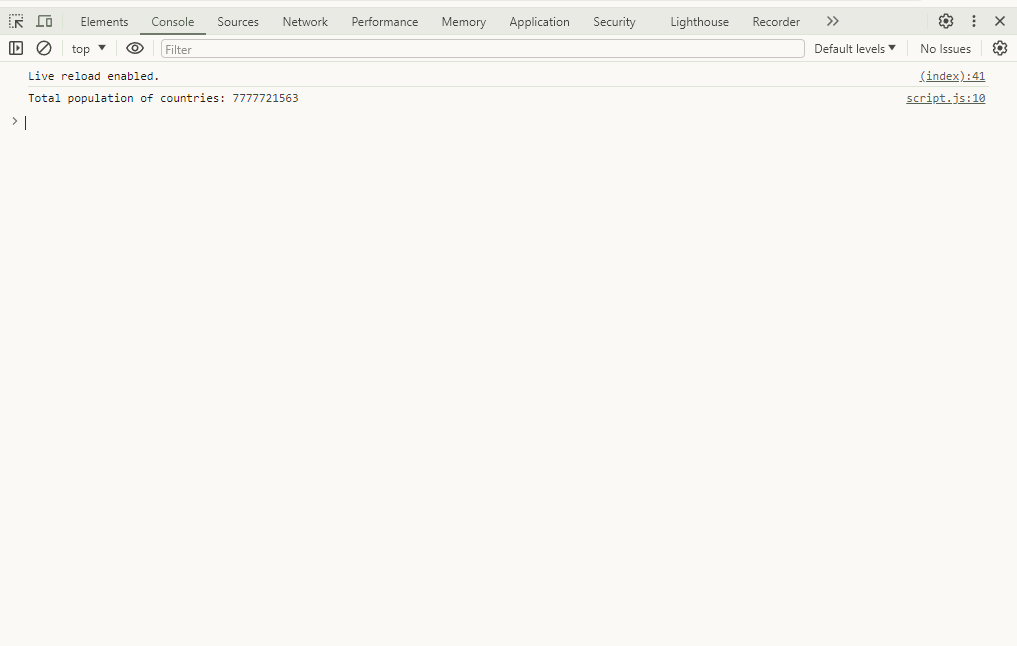 Elements Console Sources Network Performance Memory Application Security Lighthouse Recorder
top Filter Default levels No Issues
Live reload enabled. (index):41
Total population of countries: 7777721563 script.js:10